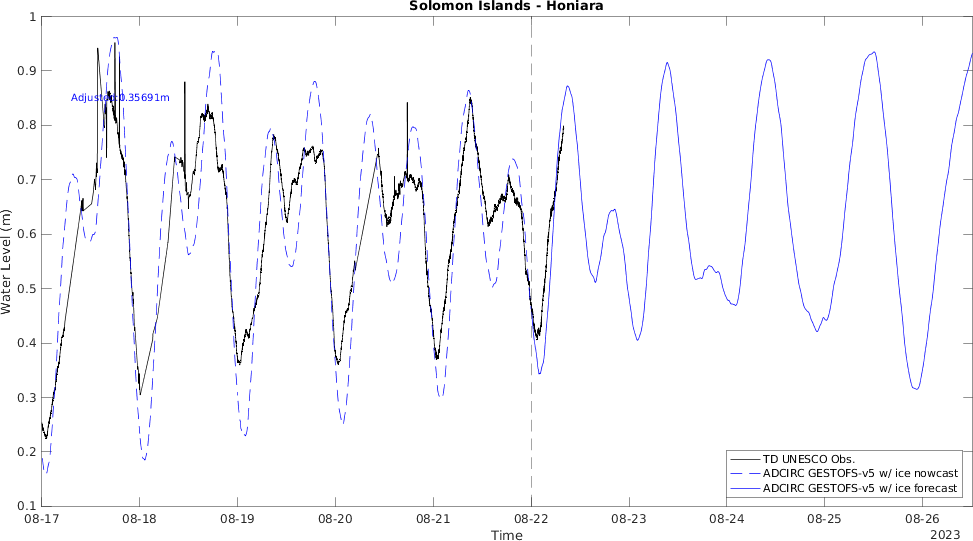 Solomon Islands - Honiara
Water Level (m)
1
0.9
0.8
0.7
0.6
0.5
0.4
0.3
0.2
0.1
Adjusted:0.35691m
TD UNESCO Obs.
ADCIRC GESTOFS-v5 w/ ice nowcast
ADCIRC GESTOFS-v5 w/ ice forecast
08-17 08-18 08-19 08-20 08-21 08-22 08-23 08-24 08-25 08-26
Time
2023